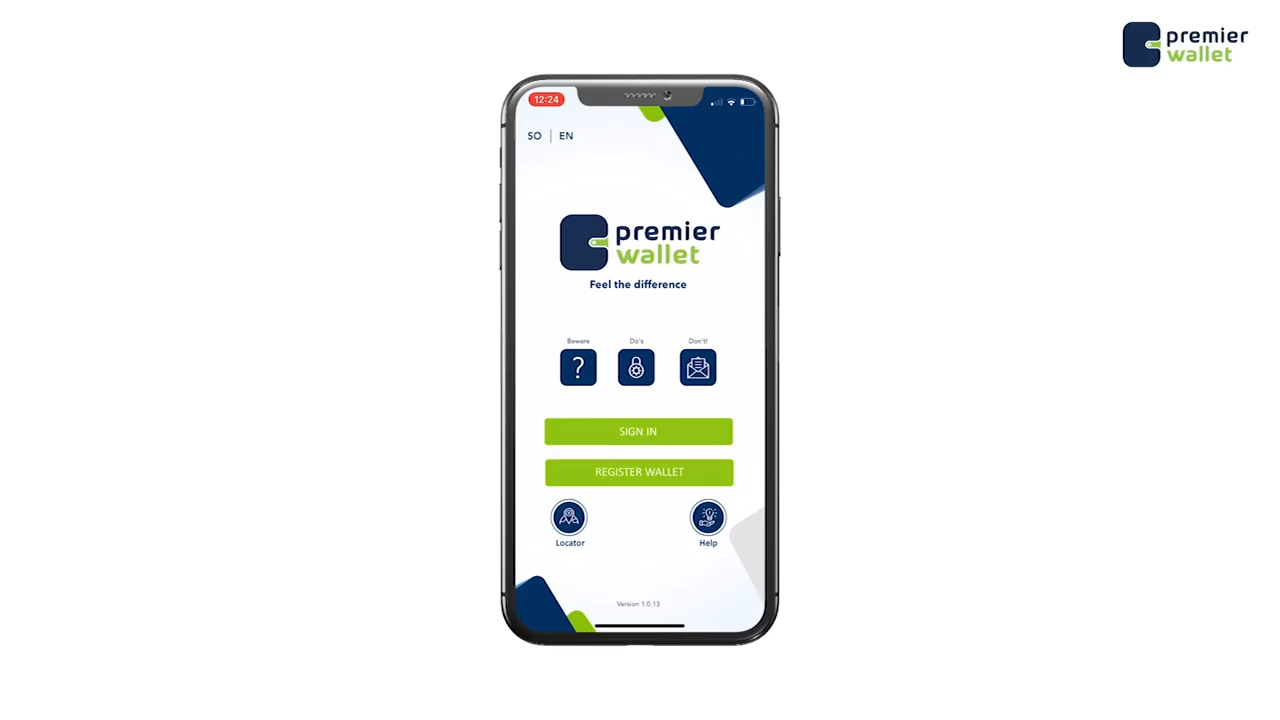 premier
wallet
12:24
SO | EN
premier
wallet
Feel the difference
Beware
Do's
Don't!
SIGN IN
REGISTER WALLET
Locator
Help
Version 1.0.13